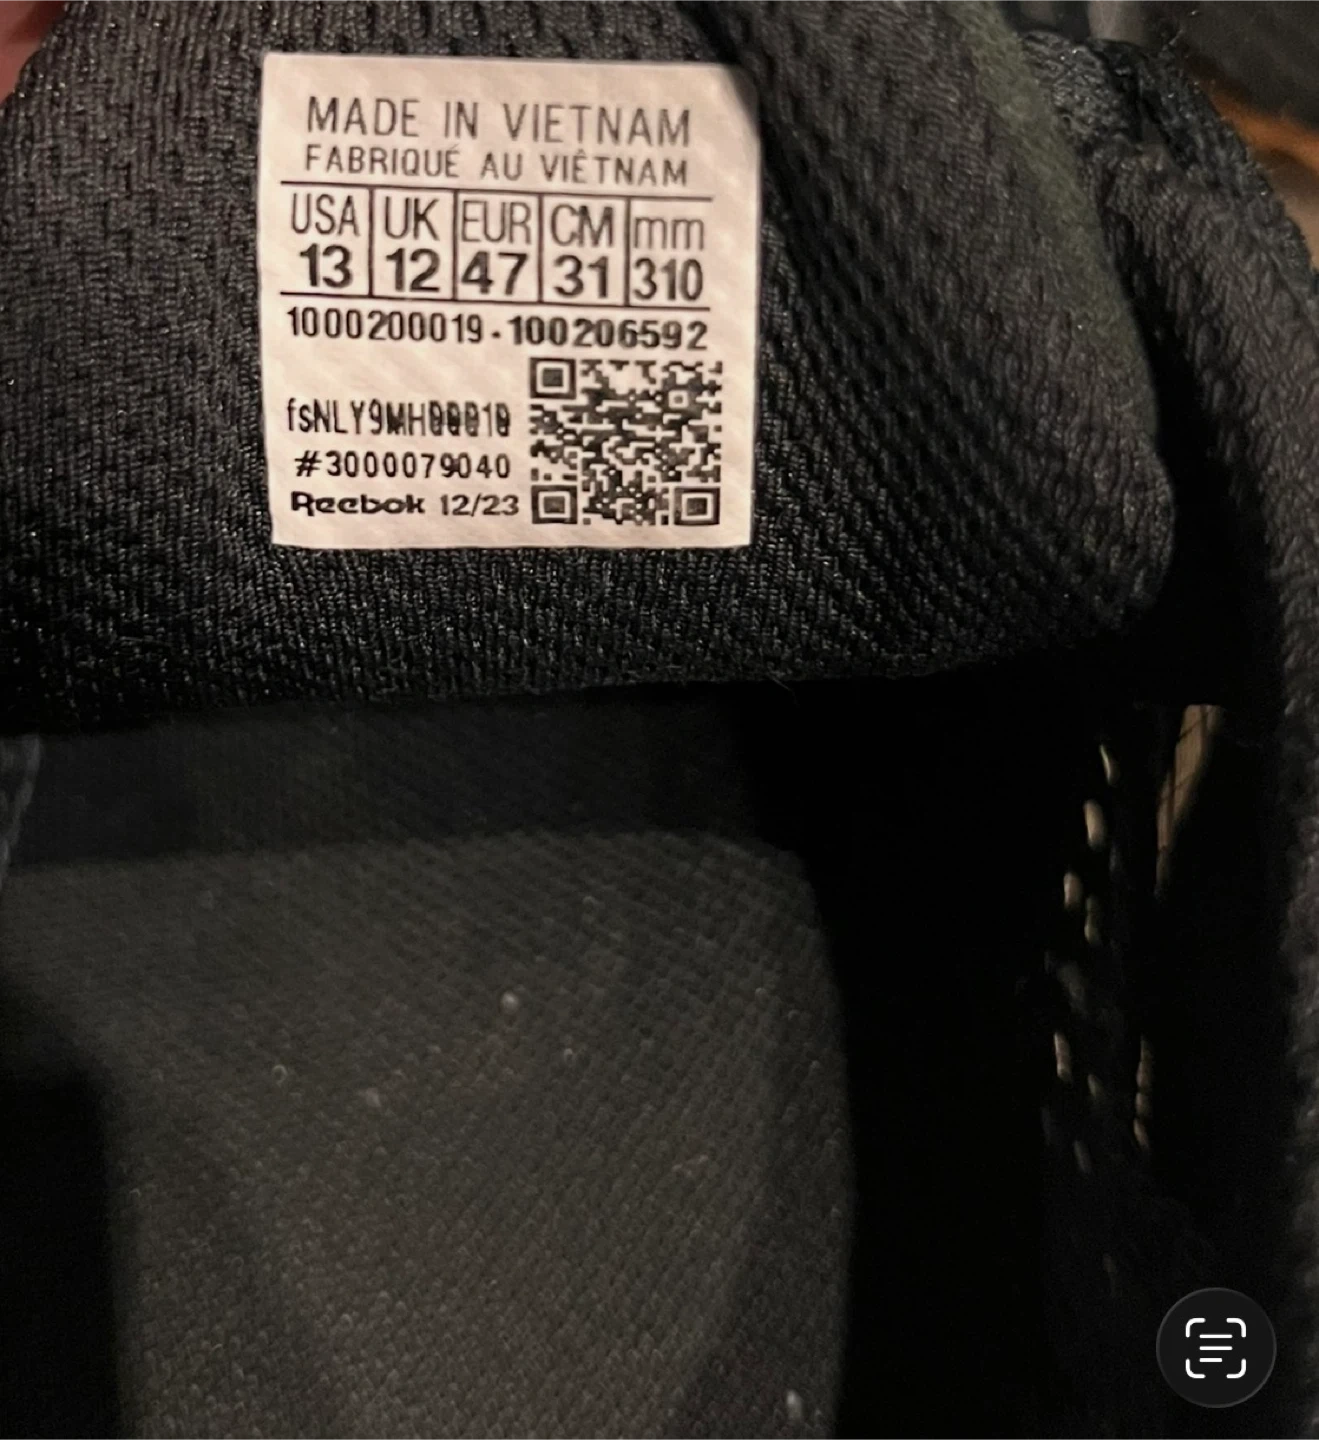 MADE IN VIETNAM
FABRIQUÉ AU VIÊTNAM
USA UK EUR CM mm
13 12 47 31 310
1000200019-100206592
fsNLY9MH00010
#3000079040
Reebok 12/23